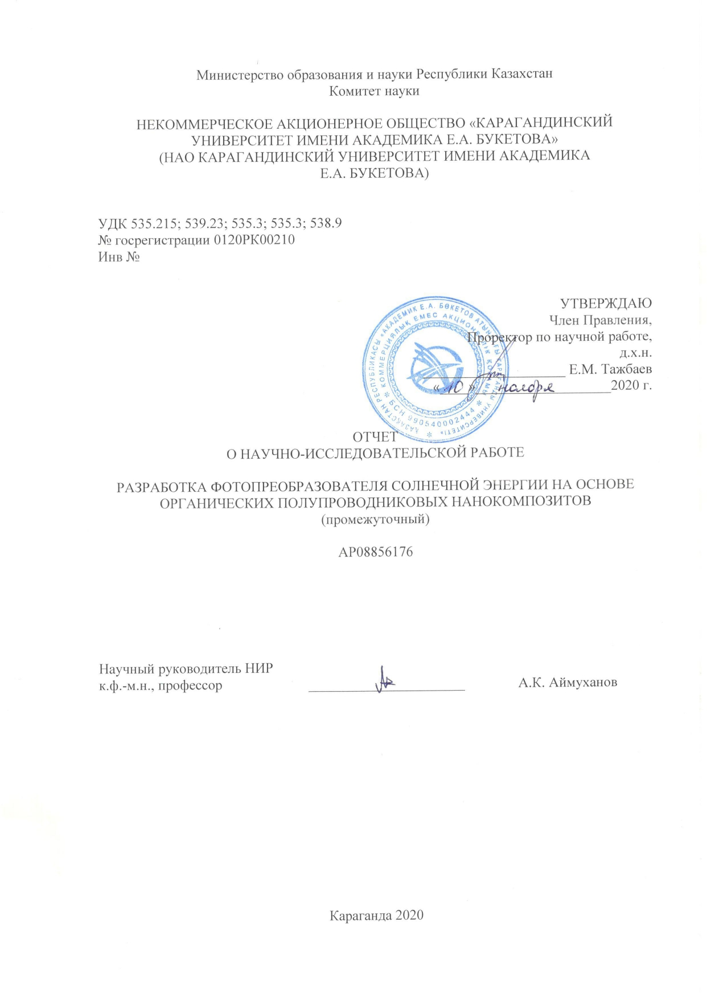 Министерство образования и науки Республики Казахстан
Комитет науки
НЕКОММЕРЧЕСКОЕ АКЦИОНЕРНОЕ ОБЩЕСТВО «КАРАГАНДИНСКИЙ
УНИВЕРСИТЕТ ИМЕНИ АКАДЕМИКА Е.А. БУКЕТОВА»
(НАО КАРАГАНДИНСКИЙ УНИВЕРСИТЕТ ИМЕНИ АКАДЕМИКА
Е.А. БУКЕТОВА)
УДК 535.215; 539.23; 535.3; 535.3; 538.9
№ госрегистрации 0120РК00210
Инв №
УТВЕРЖДАЮ
Член Правления,
Проректор по научной работе,
д.х.н.
Е.М. Тажбаев
« 10 » ноября 2020 г.
ҚАЗАҚСТАН РЕСПУБЛИКАСЫ «АКАДЕМИК Е.А. БӨКЕТОВ АТЫНДАҒЫ ҚАРАҒАНДЫ УНИВЕРСИТЕТІ»
КОММЕРЦИЯЛЫҚ ЕМЕС АКЦИОНЕРЛІК ҚОҒАМЫ
БСН 990540002444
ОТЧЕТ
О НАУЧНО-ИССЛЕДОВАТЕЛЬСКОЙ РАБОТЕ
РАЗРАБОТКА ФОТОПРЕОБРАЗОВАТЕЛЯ СОЛНЕЧНОЙ ЭНЕРГИИ НА ОСНОВЕ
ОРГАНИЧЕСКИХ ПОЛУПРОВОДНИКОВЫХ НАНОКОМПОЗИТОВ
(промежуточный)
АР08856176
Научный руководитель НИР
к.ф.-м.н., профессор А.К. Аймуханов
Караганда 2020